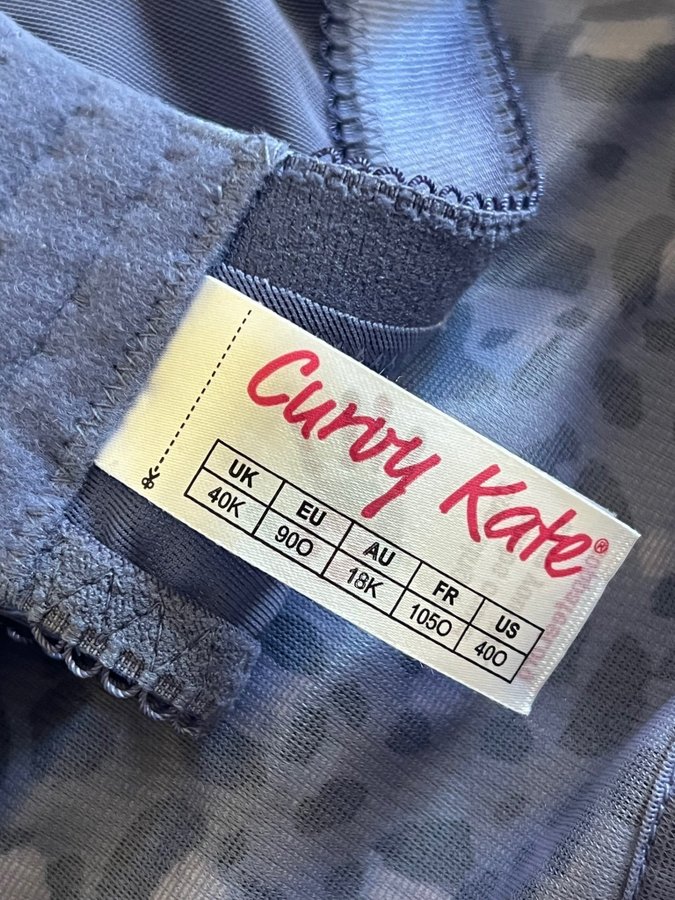 Curvy Kate®
UK EU AU FR US
40K 90O 18K 105O 40O